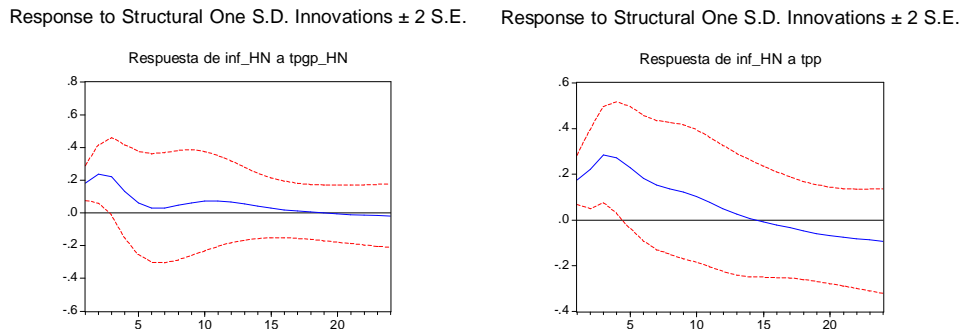 Response to Structural One S.D. Innovations ± 2 S.E.
Respuesta de inf_HN a tpgp_HN
.8
.6
.4
.2
.0
-.2
-.4
-.6
5 10 15 20
Response to Structural One S.D. Innovations ± 2 S.E.
Respuesta de inf_HN a tpp
.6
.4
.2
.0
-.2
-.4
5 10 15 20